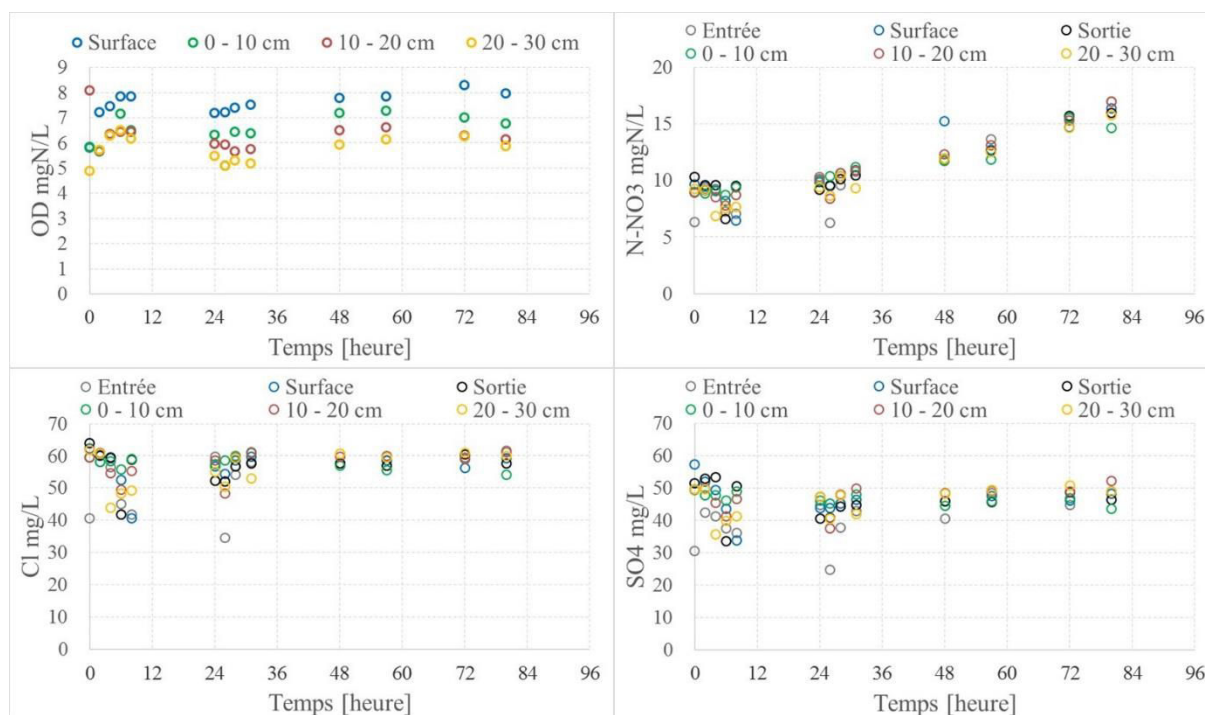 Surface 0 - 10 cm 10 - 20 cm 20 - 30 cm
9
8
7
6
5
4
3
2
1
0
OD mgN/L
0 12 24 36 48 60 72 84 96
Temps [heure]
Entrée Surface Sortie
0 - 10 cm 10 - 20 cm 20 - 30 cm
20
15
10
5
0
N-NO3 mgN/L
0 12 24 36 48 60 72 84 96
Temps [heure]
Entrée Surface Sortie
0 - 10 cm 10 - 20 cm 20 - 30 cm
70
60
50
40
30
20
10
0
Cl mg/L
0 12 24 36 48 60 72 84 96
Temps [heure]
Entrée Surface Sortie
0 - 10 cm 10 - 20 cm 20 - 30 cm
70
60
50
40
30
20
10
0
SO4 mg/L
0 12 24 36 48 60 72 84 96
Temps [heure]